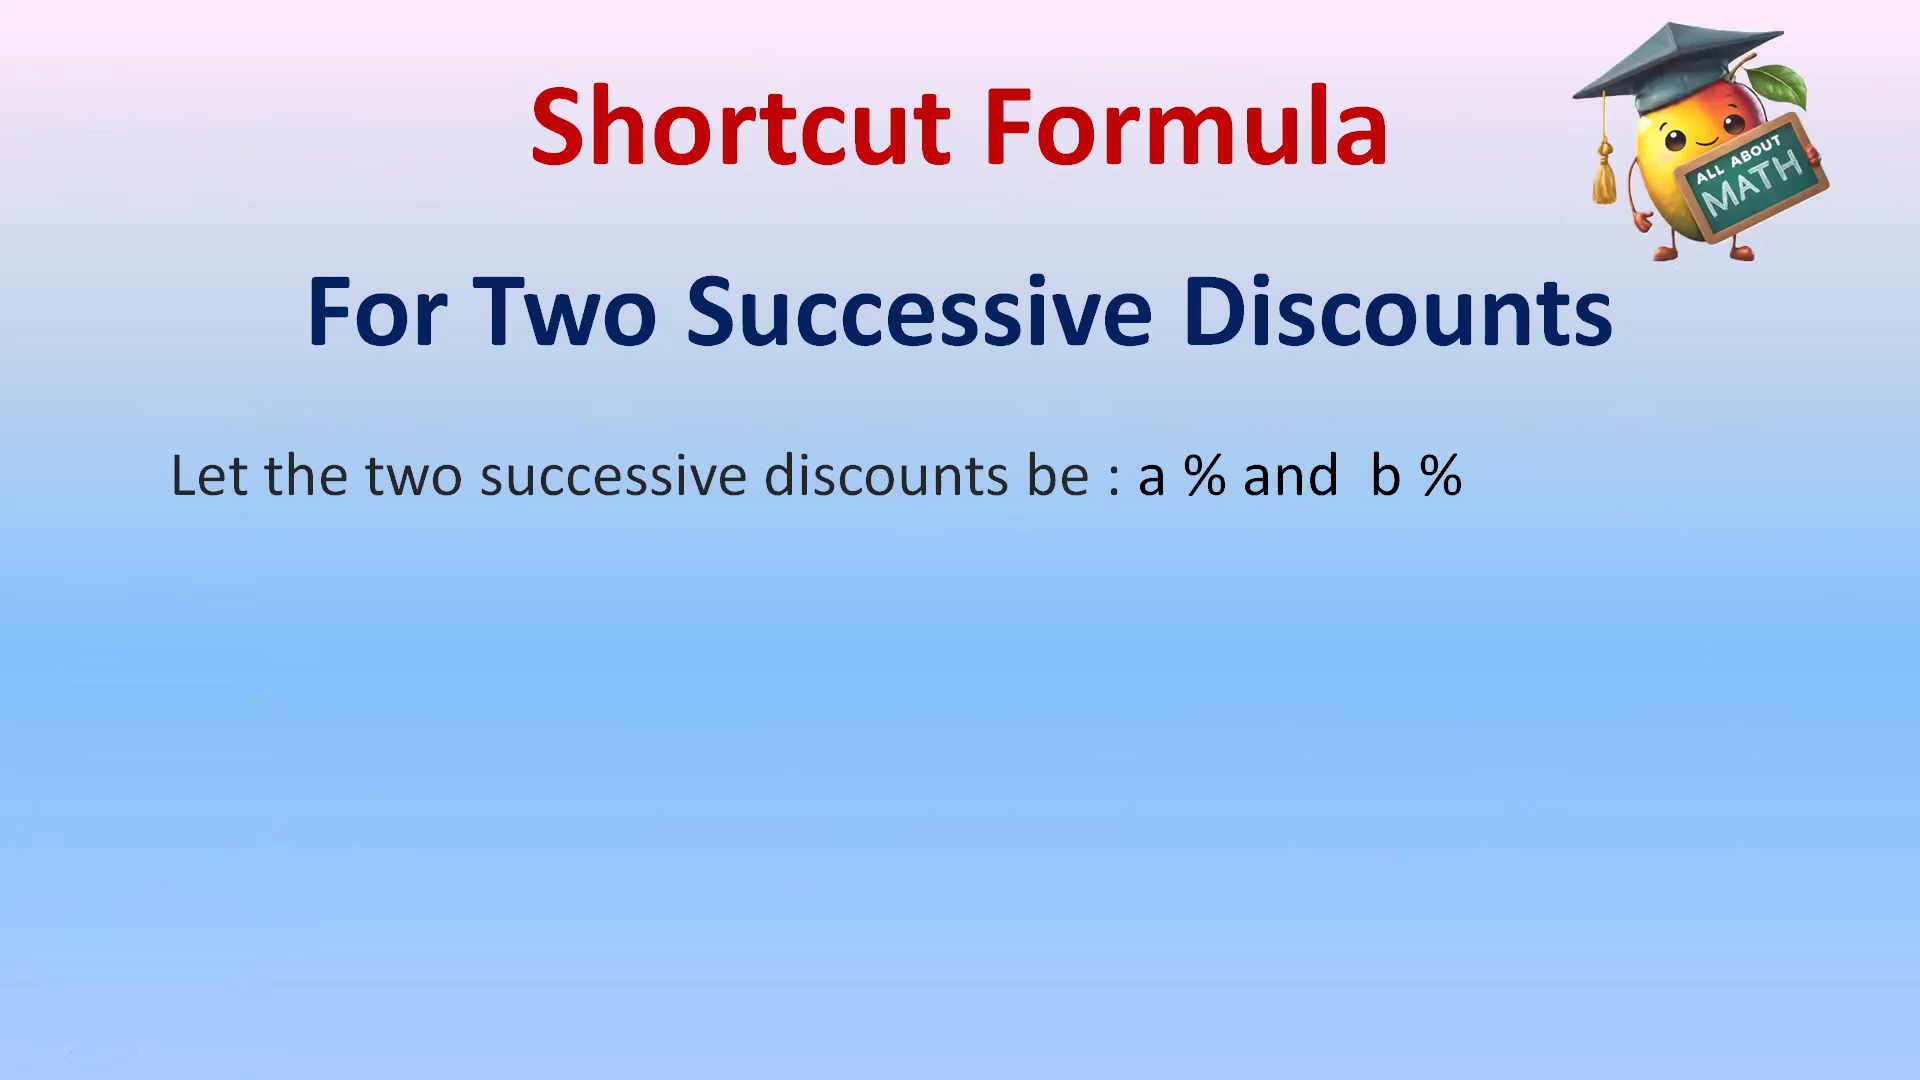 Shortcut Formula
ALL ABOUT
MATH
For Two Successive Discounts
Let the two successive discounts be : a % and  b %